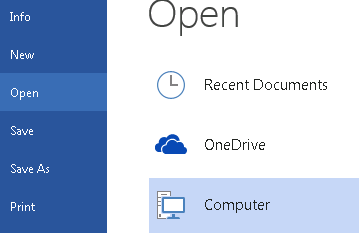 Info
New
Open
Save
Save As
Print
Open
Recent Documents
OneDrive
Computer